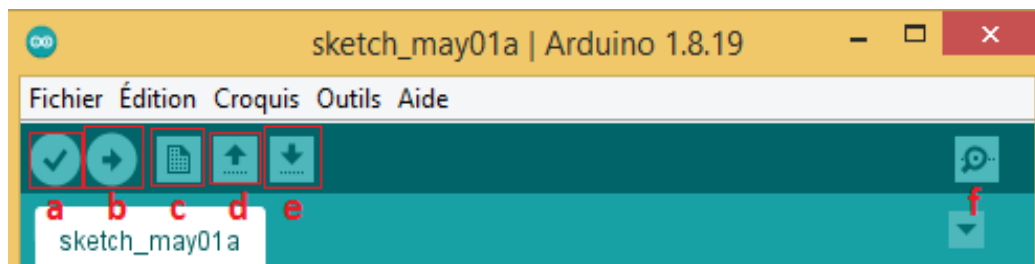 sketch_may01a | Arduino 1.8.19
Fichier Édition Croquis Outils Aide
a b c d e f
sketch_may01a